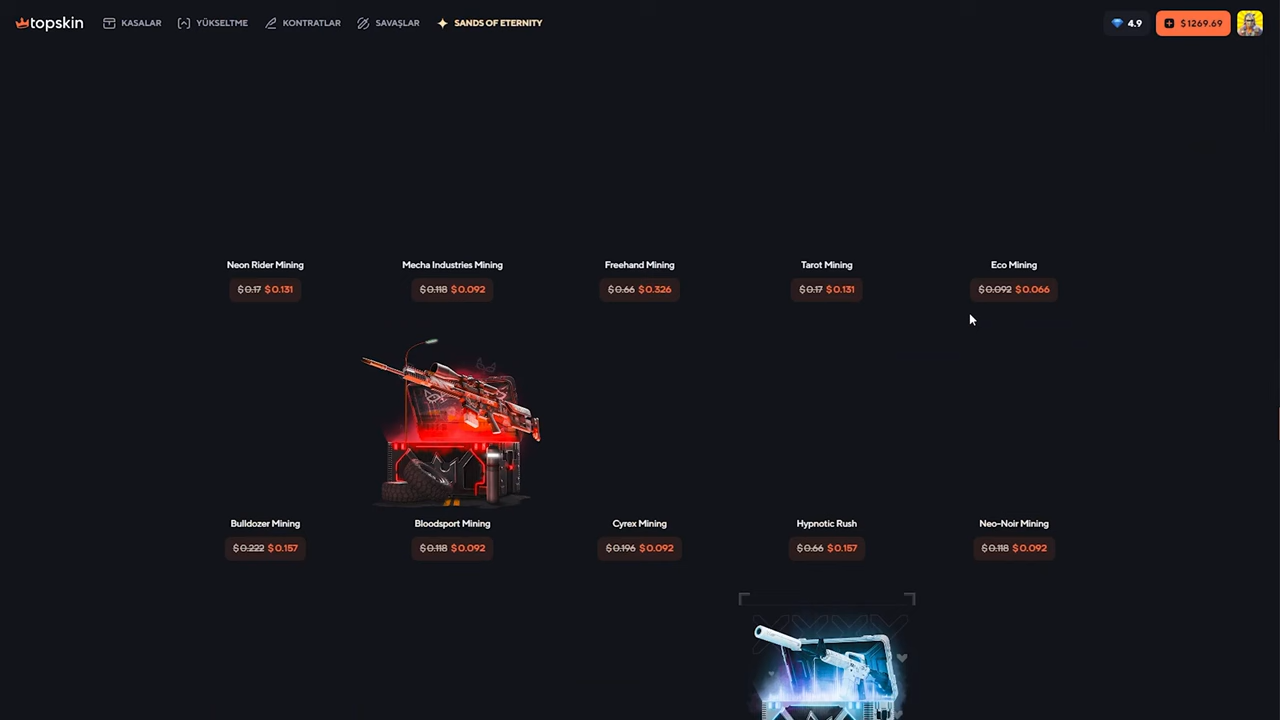 topskin KASALAR YÜKSELTME KONTRATLAR SAVAŞLAR SANDS OF ETERNITY 4.9 $1269.69
Neon Rider Mining Mecha Industries Mining Freehand Mining Tarot Mining Eco Mining
$0.17 $0.131 $0.118 $0.092 $0.66 $0.326 $0.17 $0.131 $0.092 $0.066
Bulldozer Mining Bloodsport Mining Cyrex Mining Hypnotic Rush Neo-Noir Mining
$0.222 $0.157 $0.118 $0.092 $0.196 $0.092 $0.66 $0.157 $0.118 $0.092